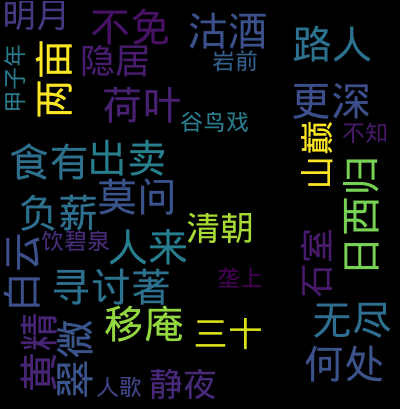 明月
不免
沽酒
路人
甲子年
两亩
隐居
岩前
荷叶
更深
谷鸟戏
山巅
不知
食有
出卖
日西归
莫问
负薪
清朝
饮碧泉
人来
石室
白云
寻讨著
垄上
移庵
三十
无尽
黄精
翠微
何处
人歌
静夜